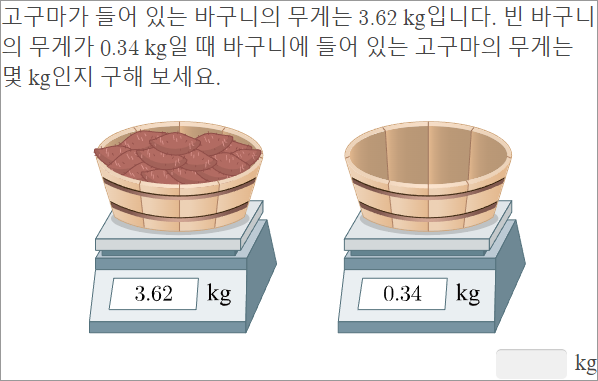 고구마가 들어 있는 바구니의 무게는 3.62 kg입니다. 빈 바구니
의 무게가 0.34 kg일 때 바구니에 들어 있는 고구마의 무게는
몇 kg인지 구해 보세요.
3.62 kg
0.34 kg
kg